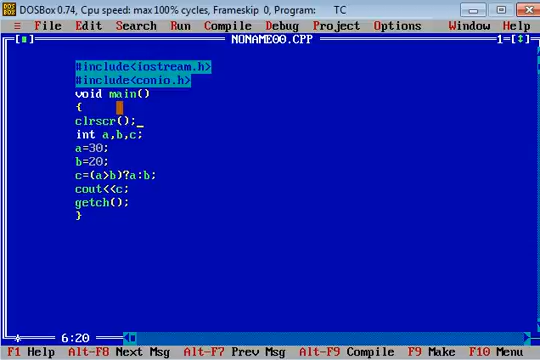 DOSBox 0.74, Cpu speed: max 100% cycles, Frameskip 0, Program: TC
≡ File Edit Search Run Compile Debug Project Options Window Help
[■] NONAME00.CPP 1=[↕]
#include<iostream.h>
#include<conio.h>
void main()
{
clrscr();
int a,b,c;
a=30;
b=20;
c=(a>b)?a:b;
cout<<c;
getch();
}
6:20
F1 Help Alt-F8 Next Msg Alt-F7 Prev Msg Alt-F9 Compile F9 Make F10 Menu